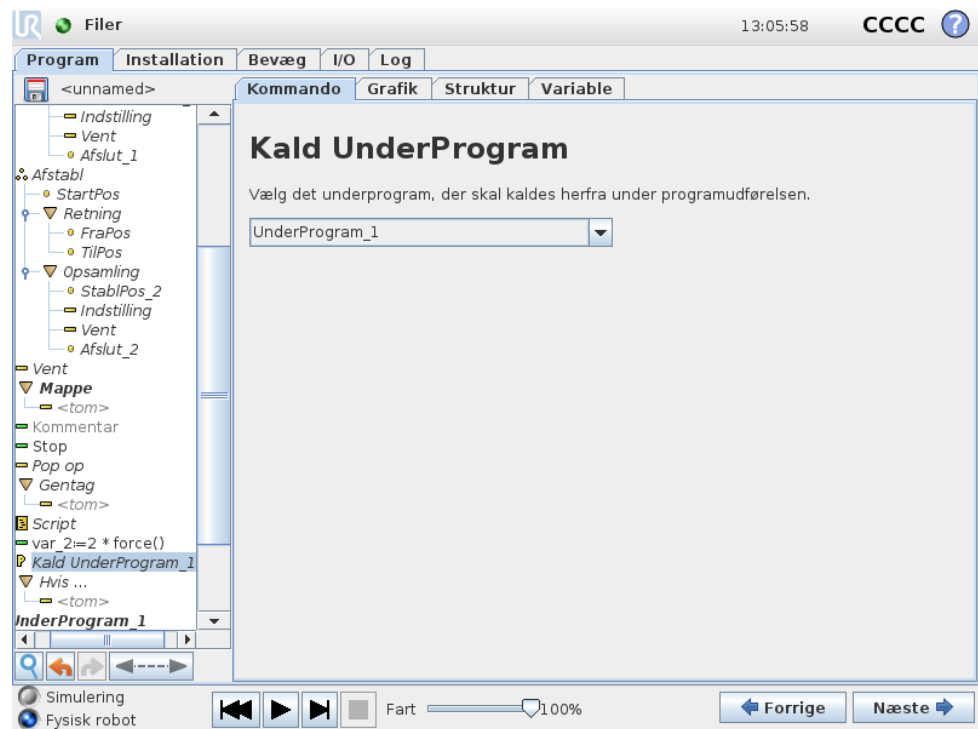 UR Filer 13:05:58 CCCC ?
Program Installation Bevæg I/O Log
<unnamed>
Kommando Grafik Struktur Variable
Indstilling
Vent
Afslut_1
Afstabl
StartPos
Retning
FraPos
TilPos
Opsamling
StablPos_2
Indstilling
Vent
Afslut_2
Vent
Mappe
<tom>
Kommentar
Stop
Pop op
Gentag
<tom>
Script
var_2:=2 * force()
Kald UnderProgram_1
Hvis ...
<tom>
UnderProgram_1
Kald UnderProgram
Vælg det underprogram, der skal kaldes herfra under programudførelsen.
UnderProgram_1
Simulering
Fysisk robot
Fart 100%
Forrige Næste